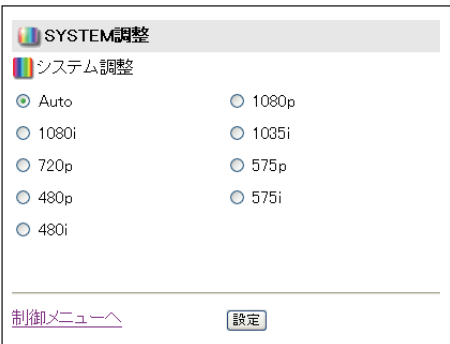 SYSTEM調整
システム調整
Auto 1080p
1080i 1035i
720p 575p
480p 575i
480i
制御メニューへ 設定